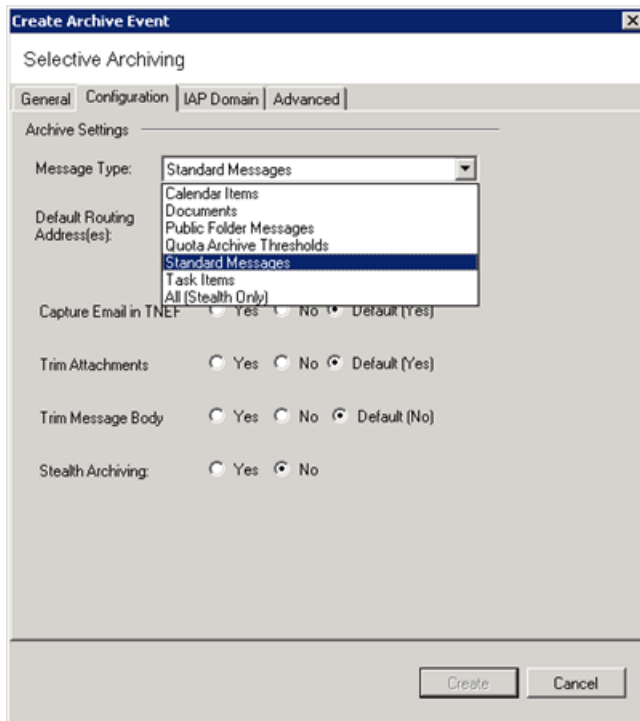 Create Archive Event
Selective Archiving
General Configuration IAP Domain Advanced
Archive Settings
Message Type: Standard Messages
Calendar Items
Documents
Default Routing Address(es):
Public Folder Messages
Quota Archive Thresholds
Standard Messages
Task Items
All (Stealth Only)
Capture Email in TNEF Yes No Default (Yes)
Trim Attachments Yes No Default (Yes)
Trim Message Body Yes No Default (No)
Stealth Archiving: Yes No
Create Cancel